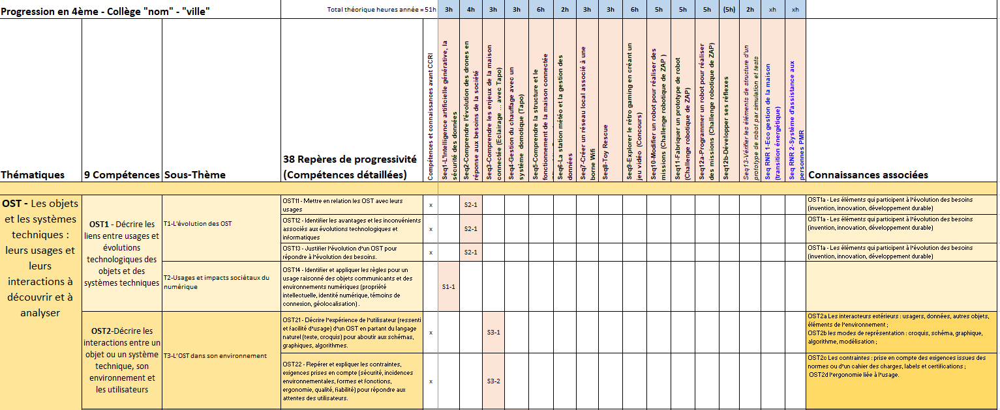 Progression en 4ème - Collège "nom" - "ville"
Total théorique heures année = 51h
3h
4h
3h
3h
6h
2h
3h
3h
6h
5h
5h
5h
(5h)
2h
xh
xh
Thématiques
9 Compétences
Sous-Thème
38 Repères de progressivité
(Compétences détaillées)
Compétences et connaissances avant CCRI
Seq1-L'Intelligence artificielle générative, la
sécurité des données
Seq2-Comprendre l'évolution des drones en
réponse aux besoins de la société
Seq3-Comprendre les enjeux de la maison
connectée (Eclairage ... avec Tapo)
Seq4-Gestion du chauffage avec un
système domotique (Tapo)
Seq5-Comprendre la structure et le
fonctionnement de la maison connectée
Seq6-La station météo et la gestion des
données
Seq7-Créer un réseau local associé à une
borne Wifi
Seq8-Toy Rescue
Seq9-Explorer le rétro gaming en créant un
jeu vidéo (Concours)
Seq10-Modifier un robot pour réaliser des
missions (Challenge robotique de ZAP )
Seq11-Fabriquer un prototype de robot
(Challenge robotique de ZAP)
Seq12a-Programmer un robot pour réaliser
des missions (Challenge robotique de ZAP)
Seq12b-Développer ses réflexes
Seq13-Vérifier les éléments de structure d'un
prototype de robot par simulation et tests
Seq RNR 1-Eco gestion de la maison
(transition énergétique)
Seq RNR 2-Système d'assistance aux
personnes PMR
Connaissances associées
OST - Les objets
et les systèmes
techniques :
leurs usages et
leurs
interactions à
découvrir et à
analyser
OST1 - Décrire les
liens entre usages et
évolutions
technologiques des
objets et des
systèmes techniques
T1-L'évolution des OST
OST11 - Mettre en relation les OST avec leurs
usages
x
S2-1
OST1a - Les éléments qui participent à l'évolution des besoins
(invention, innovation, développement durable)
OST12 - Identifier les avantages et les inconvénients
associés aux évolutions technologiques et
informatiques
x
S2-1
OST1a - Les éléments qui participent à l'évolution des besoins
(invention, innovation, développement durable)
OST13 - Justifier l'évolution d'un OST pour
répondre à l'évolution des besoins.
x
S2-1
OST1a - Les éléments qui participent à l'évolution des besoins
(invention, innovation, développement durable)
T2-Usages et impacts sociétaux du
numérique
OST14 - Identifier et appliquer les règles pour un
usage raisonné des objets communicants et des
environnements numériques (propriété
intellectuelle, identité numérique, témoins de
connexion, géolocalisation) .
S1-1
OST2-Décrire les
interactions entre un
objet ou un système
technique, son
environnement et
les utilisateurs
T3-L'OST dans son environnement
OST21 - Décrire l'expérience de l'utilisateur (ressenti
et facilité d'usage) d'un OST en partant du langage
naturel (texte, croquis) pour aboutir aux schémas,
graphiques, algorithmes.
x
S3-1
OST2a Les interacteurs extérieurs : usagers, données, autres objets,
éléments de l'environnement ;
OST2b les modes de représentation : croquis, schéma, graphique,
algorithme, modélisation ;
OST22 - Repérer et expliquer les contraintes,
exigences prises en compte (sécurité, incidences
environnementales, formes et fonctions,
ergonomie, qualité, fiabilité) pour répondre aux
attentes des utilisateurs.
x
S3-2
OST2c Les contraintes : prise en compte des exigences issues des
normes ou d'un cahier des charges, labels et certifications ;
OST2d l'ergonomie liée à l'usage.